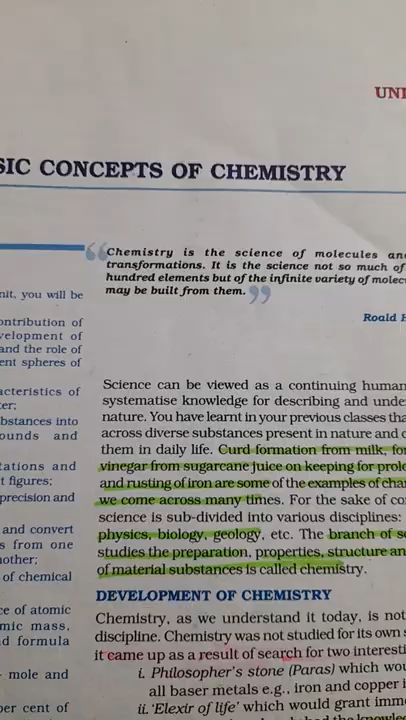 UNI
SIC CONCEPTS OF CHEMISTRY
“Chemistry is the science of molecules and
transformations. It is the science not so much of
hundred elements but of the infinite variety of molec
may be built from them.”
Roald H
nit, you will be
ontribution of
velopment of
and the role of
ent spheres of
acteristics of
ter;
bstances into
ounds and
tations and
t figures;
precision and
and convert
s from one
nother;
of chemical
ce of atomic
mic mass,
nd formula
mole and
per cent of
Science can be viewed as a continuing human
systematise knowledge for describing and unde
nature. You have learnt in your previous classes tha
across diverse substances present in nature and c
them in daily life. Curd formation from milk, for
vinegar from sugarcane juice on keeping for prolo
and rusting of iron are some of the examples of chan
we come across many times. For the sake of co
science is sub-divided into various disciplines:
physics, biology, geology, etc. The branch of sc
studies the preparation, properties, structure an
of material substances is called chemistry.
DEVELOPMENT OF CHEMISTRY
Chemistry, as we understand it today, is not
discipline. Chemistry was not studied for its own s
it came up as a result of search for two interesti
i. Philosopher's stone (Paras) which wou
all baser metals e.g., iron and copper i
ii. 'Elexir of life' which would grant imm